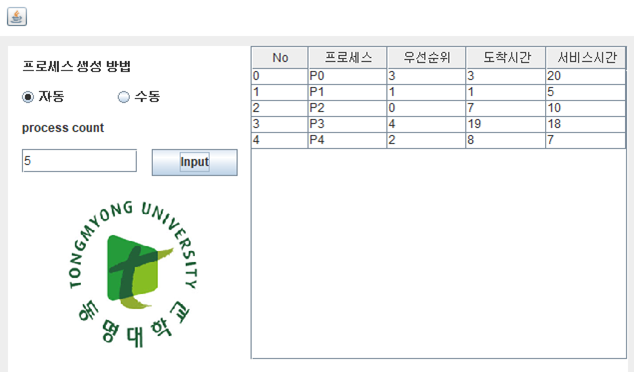 프로세스 생성 방법
자동 수동
process count
5 Input
TONGMYONG UNIVERSITY
동명대학교
No 프로세스 우선순위 도착시간 서비스시간
0 P0 3 3 20
1 P1 1 1 5
2 P2 0 7 10
3 P3 4 19 18
4 P4 2 8 7